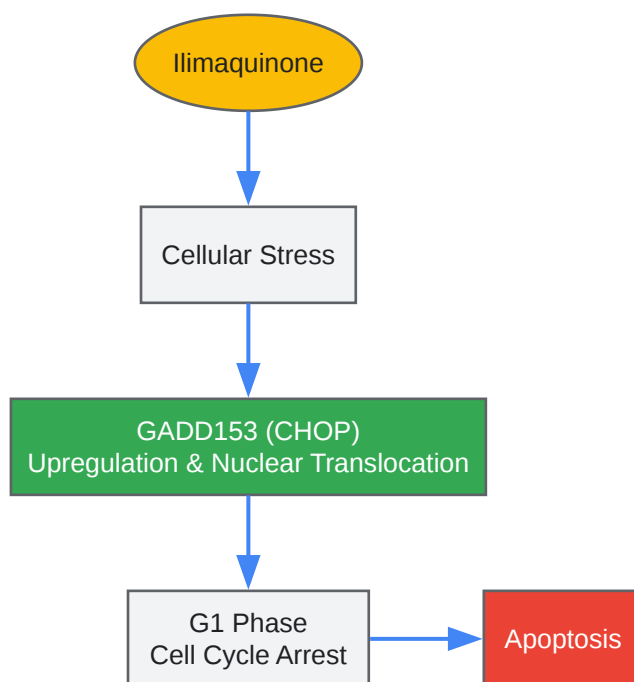 Ilimaquinone
Cellular Stress
GADD153 (CHOP)
Upregulation & Nuclear Translocation
G1 Phase
Cell Cycle Arrest
Apoptosis